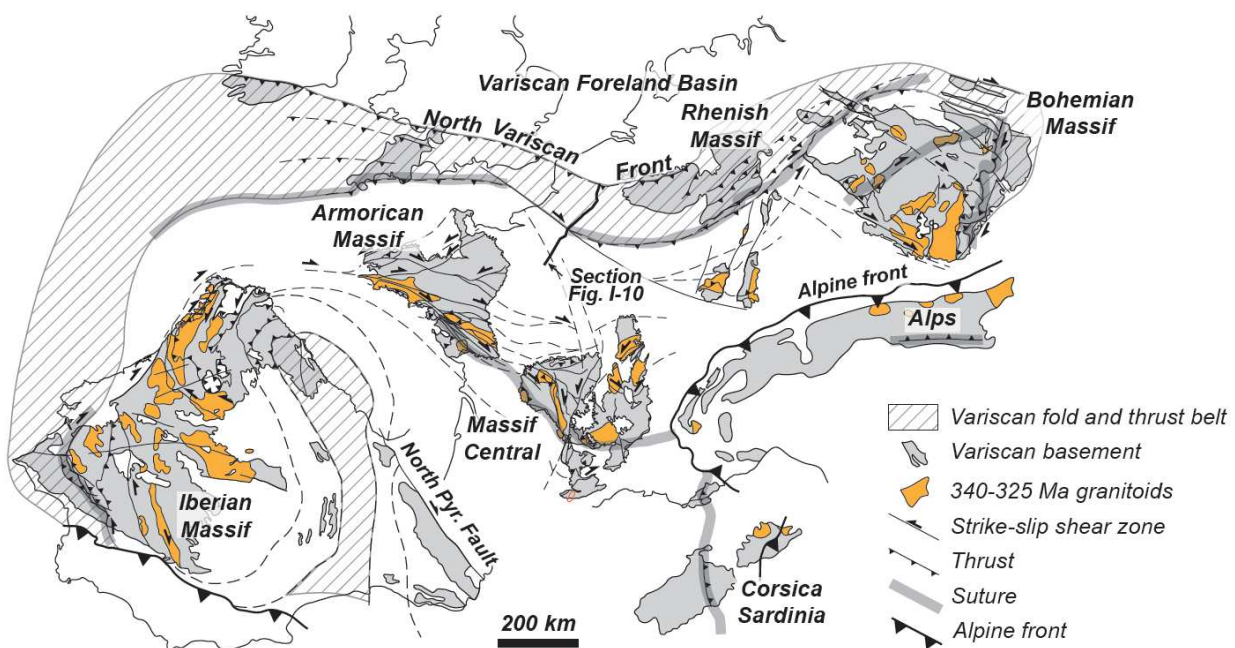 Variscan Foreland Basin
North Variscan
Front
Rhenish
Massif
Bohemian
Massif
Armorican
Massif
Section
Fig. I-10
Alpine front
Alps
Massif
Central
North Pyr. Fault
Iberian
Massif
Corsica
Sardinia
200 km
Variscan fold and thrust belt
Variscan basement
340-325 Ma granitoids
Strike-slip shear zone
Thrust
Suture
Alpine front